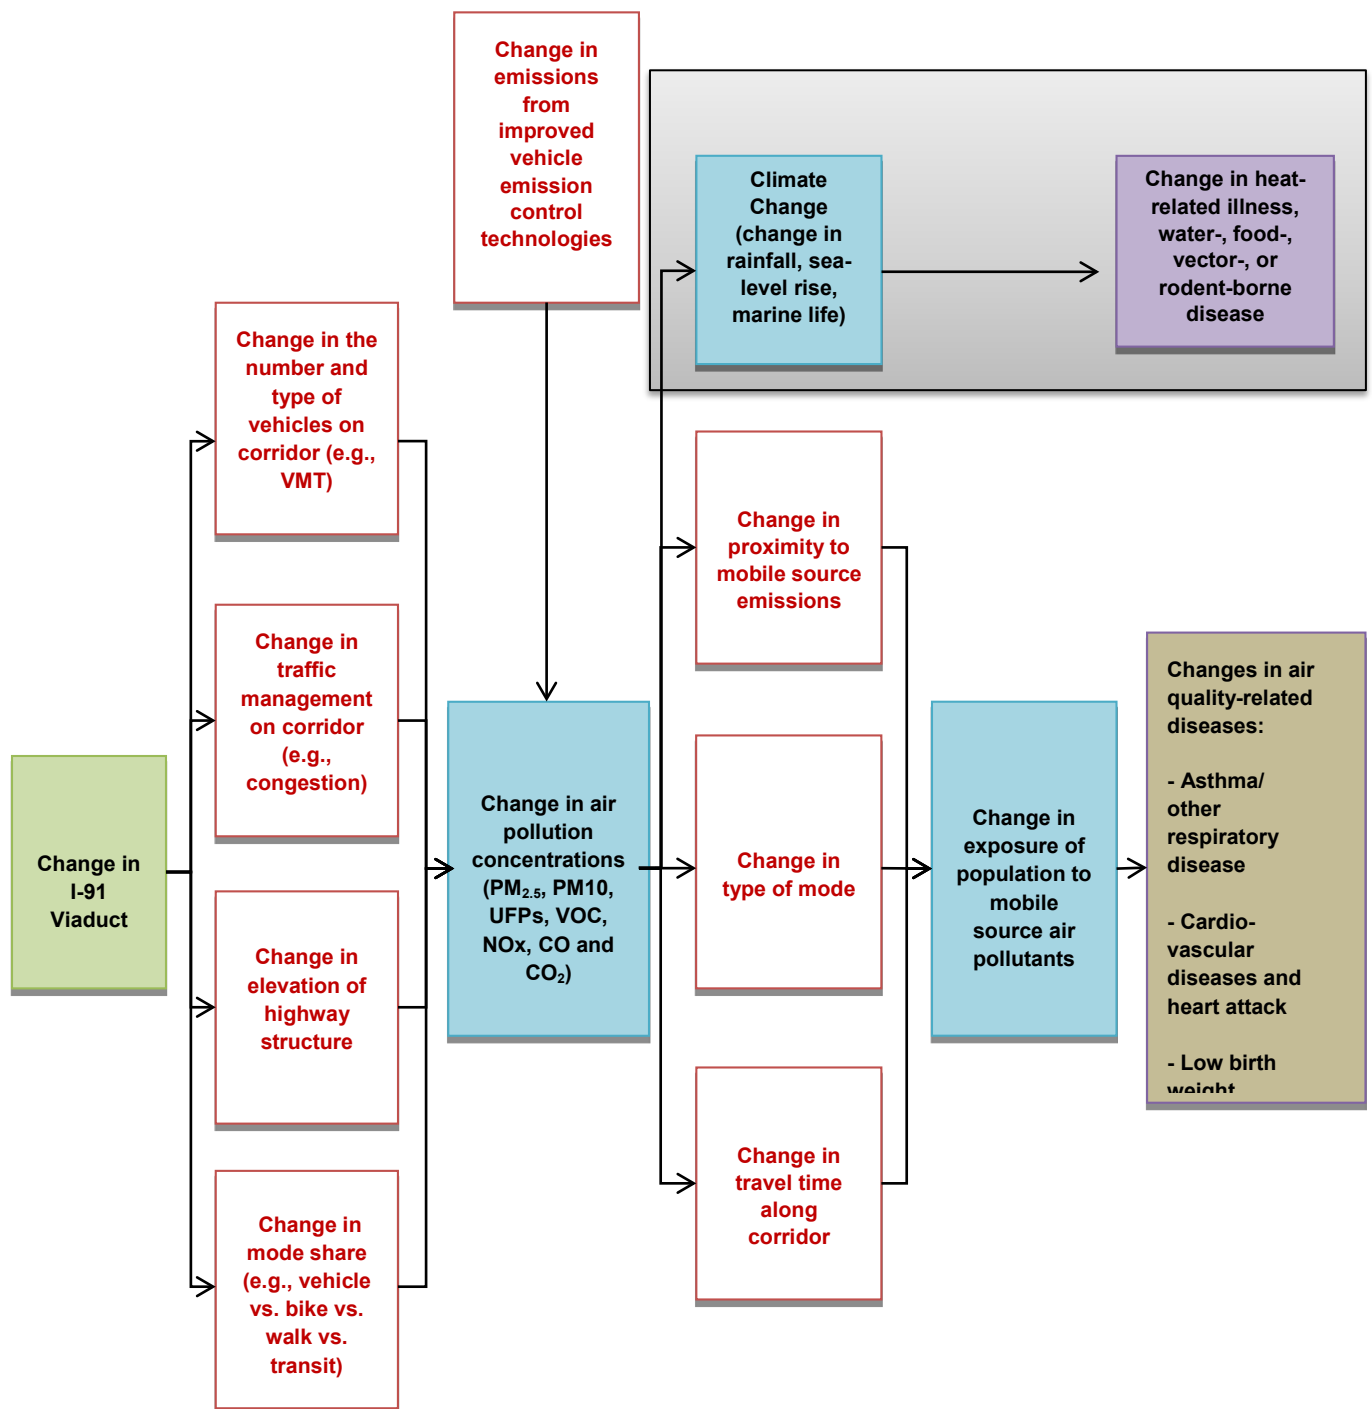 Change in
emissions
from
improved
vehicle
emission
control
technologies
Climate
Change
(change in
rainfall, sea-
level rise,
marine life)
Change in heat-
related illness,
water-, food-,
vector-, or
rodent-borne
disease
Change in the
number and
type of
vehicles on
corridor (e.g.,
VMT)
Change in
proximity to
mobile source
emissions
Change in
traffic
management
on corridor
(e.g.,
congestion)
Changes in air
quality-related
diseases:
- Asthma/
other
respiratory
disease
- Cardio-
vascular
diseases and
heart attack
- Low birth
weight
Change in
I-91
Viaduct
Change in air
pollution
concentrations
(PM2.5, PM10,
UFPs, VOC,
NOx, CO and
CO2)
Change in
type of mode
Change in
exposure of
population to
mobile
source air
pollutants
Change in
elevation of
highway
structure
Change in
travel time
along
corridor
Change in
mode share
(e.g., vehicle
vs. bike vs.
walk vs.
transit)